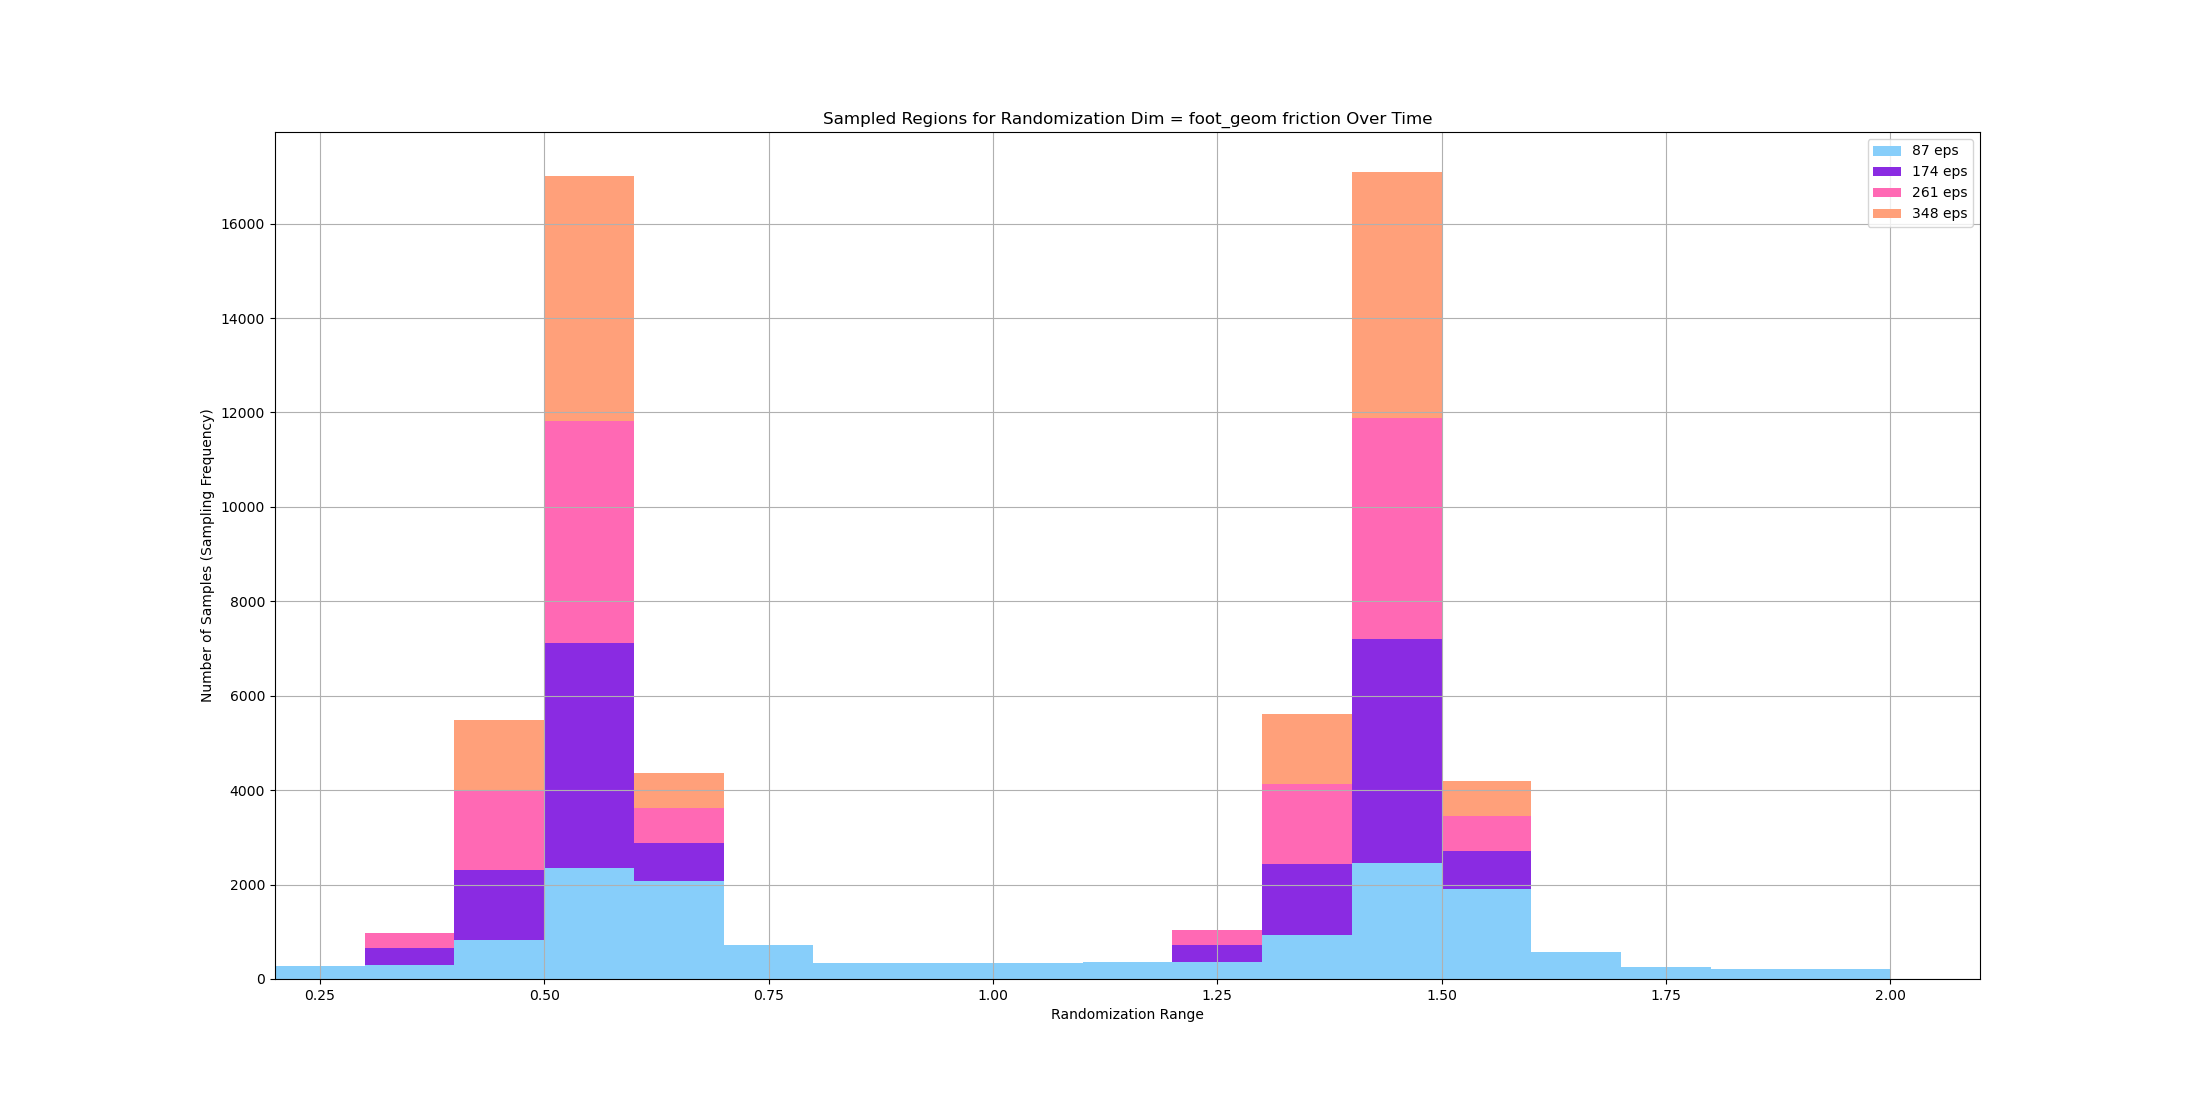 Sampled Regions for Randomization Dim = foot_geom friction Over Time
87 eps
174 eps
261 eps
348 eps
16000
14000
12000
10000
8000
6000
4000
2000
0
Number of Samples (Sampling Frequency)
0.25 0.50 0.75 1.00 1.25 1.50 1.75 2.00
Randomization Range